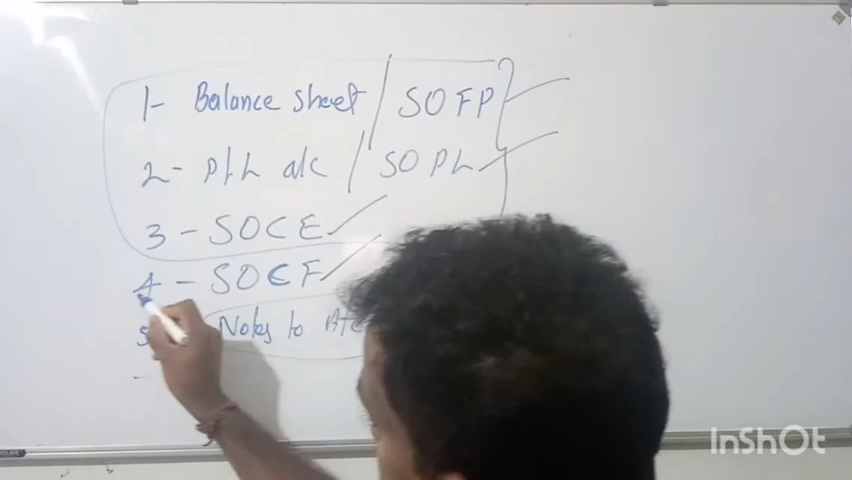 1- Balance sheet / SOFP
2- P/L a/c / SOPL
3 - SOCE
4 - SOCF
Notes to
InShOt